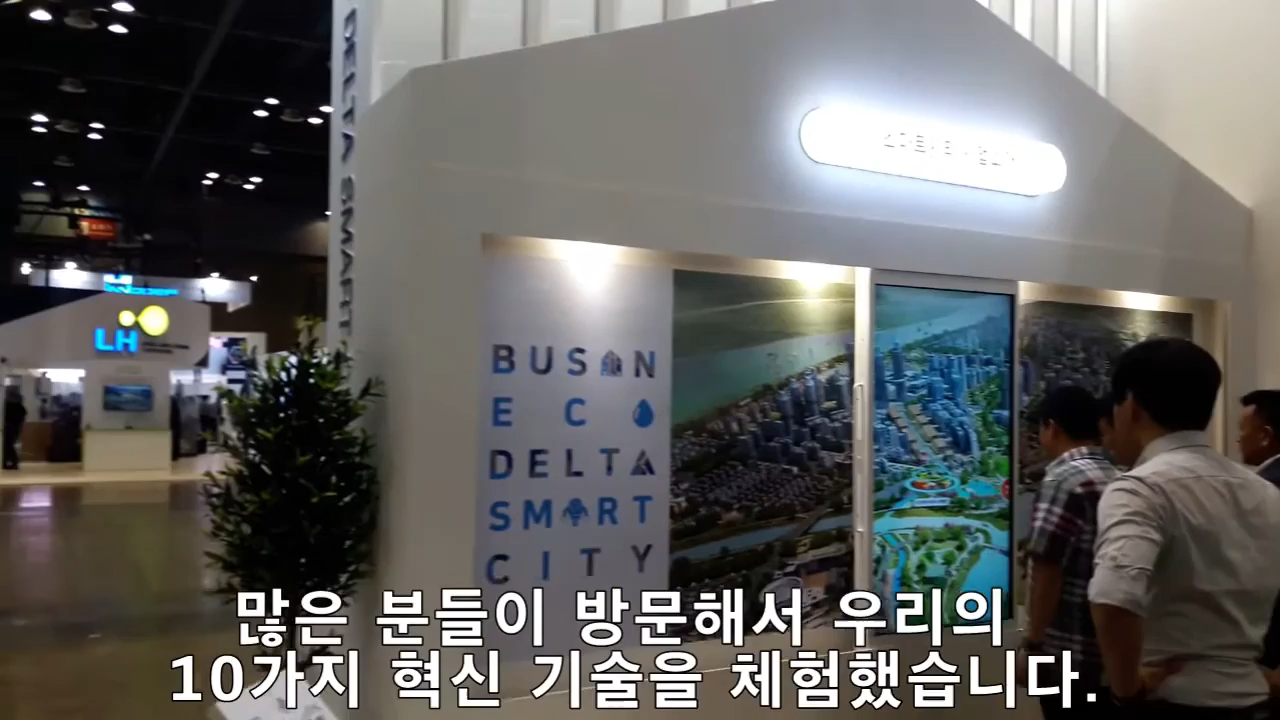 DELTA SMART
LH
BUSAN
ECO
DELTA
SMART
CITY
많은 분들이 방문해서 우리의
10가지 혁신 기술을 체험했습니다.